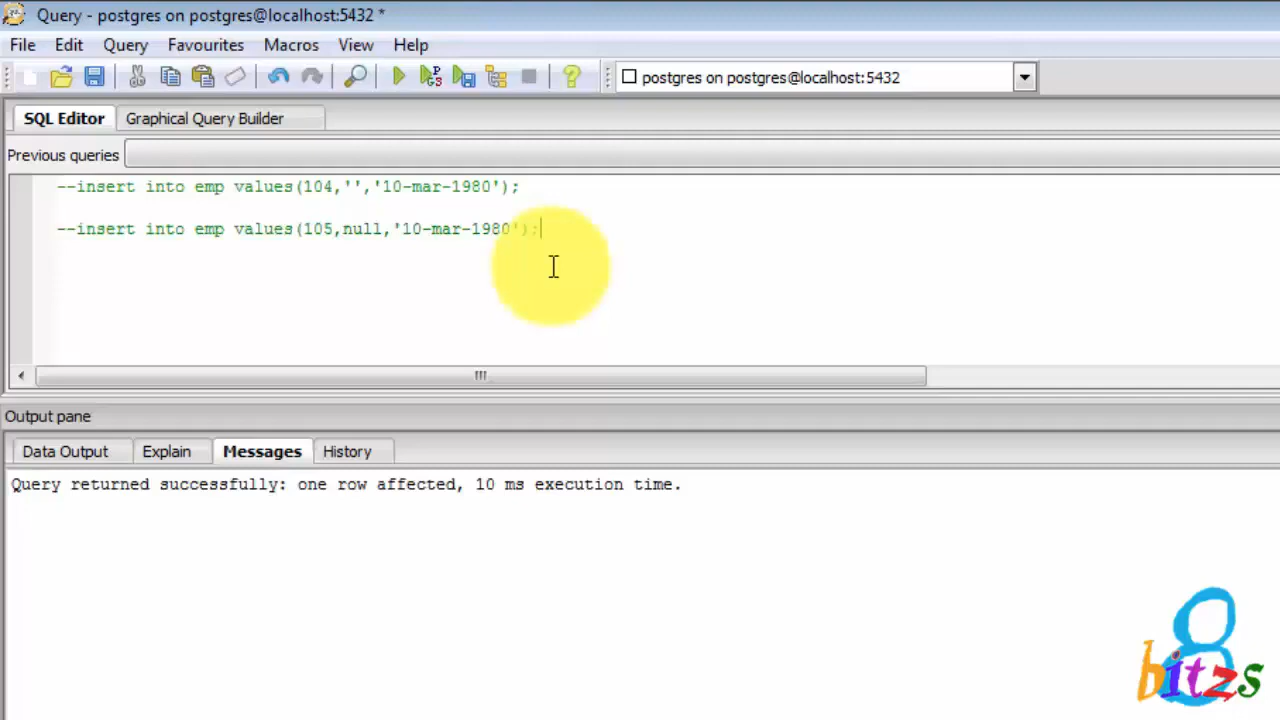 Query - postgres on postgres@localhost:5432 *
File Edit Query Favourites Macros View Help
postgres on postgres@localhost:5432
SQL Editor Graphical Query Builder
Previous queries
--insert into emp values(104,'','10-mar-1980');
--insert into emp values(105,null,'10-mar-1980');
Output pane
Data Output Explain Messages History
Query returned successfully: one row affected, 10 ms execution time.
8
bitzs